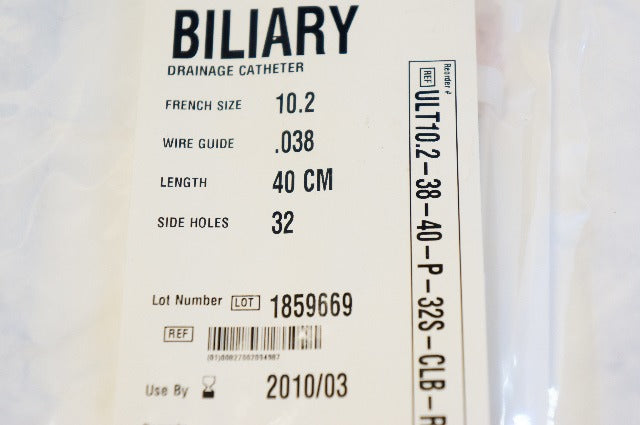 BILIARY
DRAINAGE CATHETER
FRENCH SIZE 10.2
WIRE GUIDE .038
LENGTH 40 CM
SIDE HOLES 32
Lot Number LOT 1859669
REF
Use By 2010/03
Reorder #
REF ULT10.2-38-40-P-32S-CLB-R